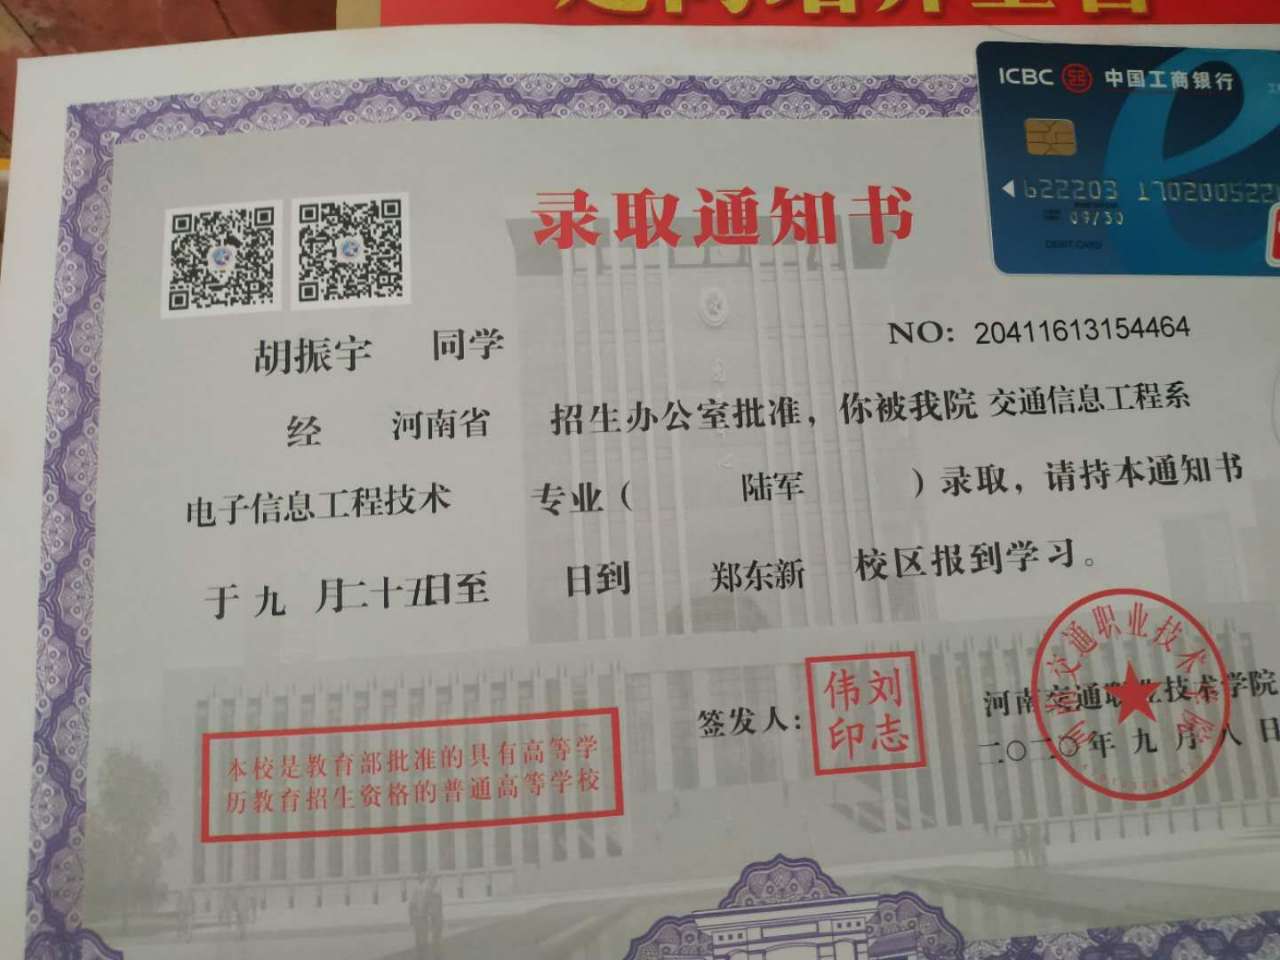 ICBC 中国工商银行
622203 1702005220
09/30
DEBIT CARD
录取通知书
胡振宇 同学
NO: 20411613154464
经 河南省 招生办公室批准，你被我院 交通信息工程系
电子信息工程技术 专业（ 陆军 ）录取，请持本通知书
于 九 月二十五日至 日到 郑东新 校区报到学习。
签发人：
刘志伟印
河南交通职业技术学院
二〇二〇年 九 月 八 日
本校是教育部批准的具有高等学
历教育招生资格的普通高等学校